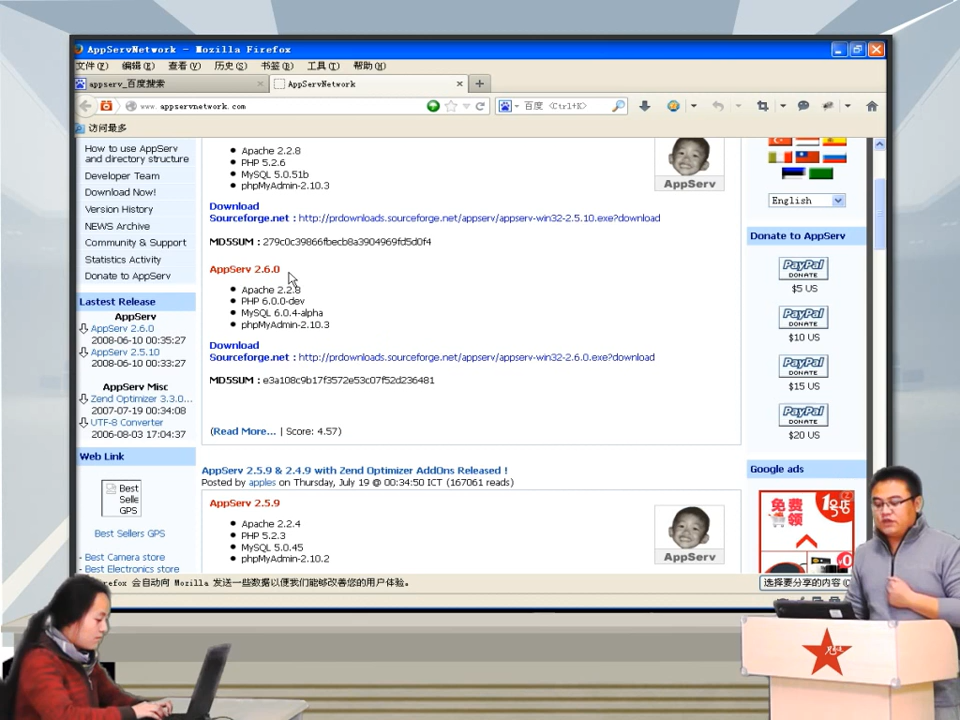 AppServNetwork - Mozilla Firefox
文件(F) 编辑(E) 查看(V) 历史(S) 书签(B) 工具(T) 帮助(H)
appserv_百度搜索
AppServNetwork
www.appservnetwork.com
百度 <Ctrl+K>
访问最多
How to use AppServ
and directory structure
Developer Team
Download Now!
Version History
NEWS Archive
Community & Support
Statistics Activity
Donate to AppServ
Lastest Release
AppServ
AppServ 2.6.0
2008-06-10 00:35:27
AppServ 2.5.10
2008-06-10 00:33:27
AppServ Misc
Zend Optimizer 3.3.0...
2007-07-19 00:34:08
UTF-8 Converter
2006-08-03 17:04:37
Web Link
Best
Selle
GPS
Best Sellers GPS
- Best Camera store
- Best Electronics store
Apache 2.2.8
PHP 5.2.6
MySQL 5.0.51b
phpMyAdmin-2.10.3
AppServ
Download
Sourceforge.net : http://prdownloads.sourceforge.net/appserv/appserv-win32-2.5.10.exe?download
MD5SUM : 279c0c39866fbecb8a3904969fd5d0f4
AppServ 2.6.0
Apache 2.2.8
PHP 6.0.0-dev
MySQL 6.0.4-alpha
phpMyAdmin-2.10.3
Download
Sourceforge.net : http://prdownloads.sourceforge.net/appserv/appserv-win32-2.6.0.exe?download
MD5SUM : e3a108c9b17f3572e53c07f52d236481
(Read More... | Score: 4.57)
AppServ 2.5.9 & 2.4.9 with Zend Optimizer AddOns Released !
Posted by apples on Thursday, July 19 @ 00:34:50 ICT (167061 reads)
AppServ 2.5.9
Apache 2.2.4
PHP 5.2.3
MySQL 5.0.45
phpMyAdmin-2.10.2
AppServ
English
Donate to AppServ
PayPal
DONATE
$5 US
PayPal
DONATE
$10 US
PayPal
DONATE
$15 US
PayPal
DONATE
$20 US
Google ads
免费
领
1号店
refox 会自动向 Mozilla 发送一些数据以便我们能够改善您的用户体验。
选择要分享的内容(C